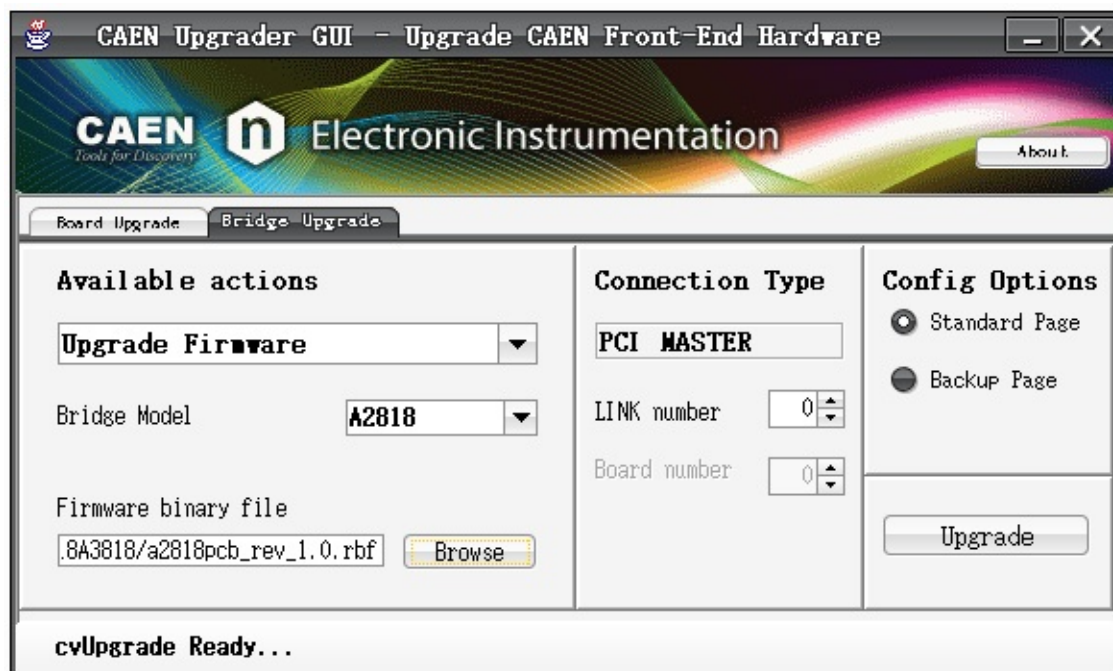 CAEN Upgrader GUI - Upgrade CAEN Front-End Hardware
CAEN n Electronic Instrumentation
Tools for Discovery
About
Board Upgrade Bridge Upgrade
Available actions
Upgrade Firmware
Bridge Model A2818
Firmware binary file
.8A3818/a2818pcb_rev_1.0.rbf Browse
Connection Type
PCI MASTER
LINK number 0
Board number 0
Config Options
Standard Page
Backup Page
Upgrade
cvUpgrade Ready...